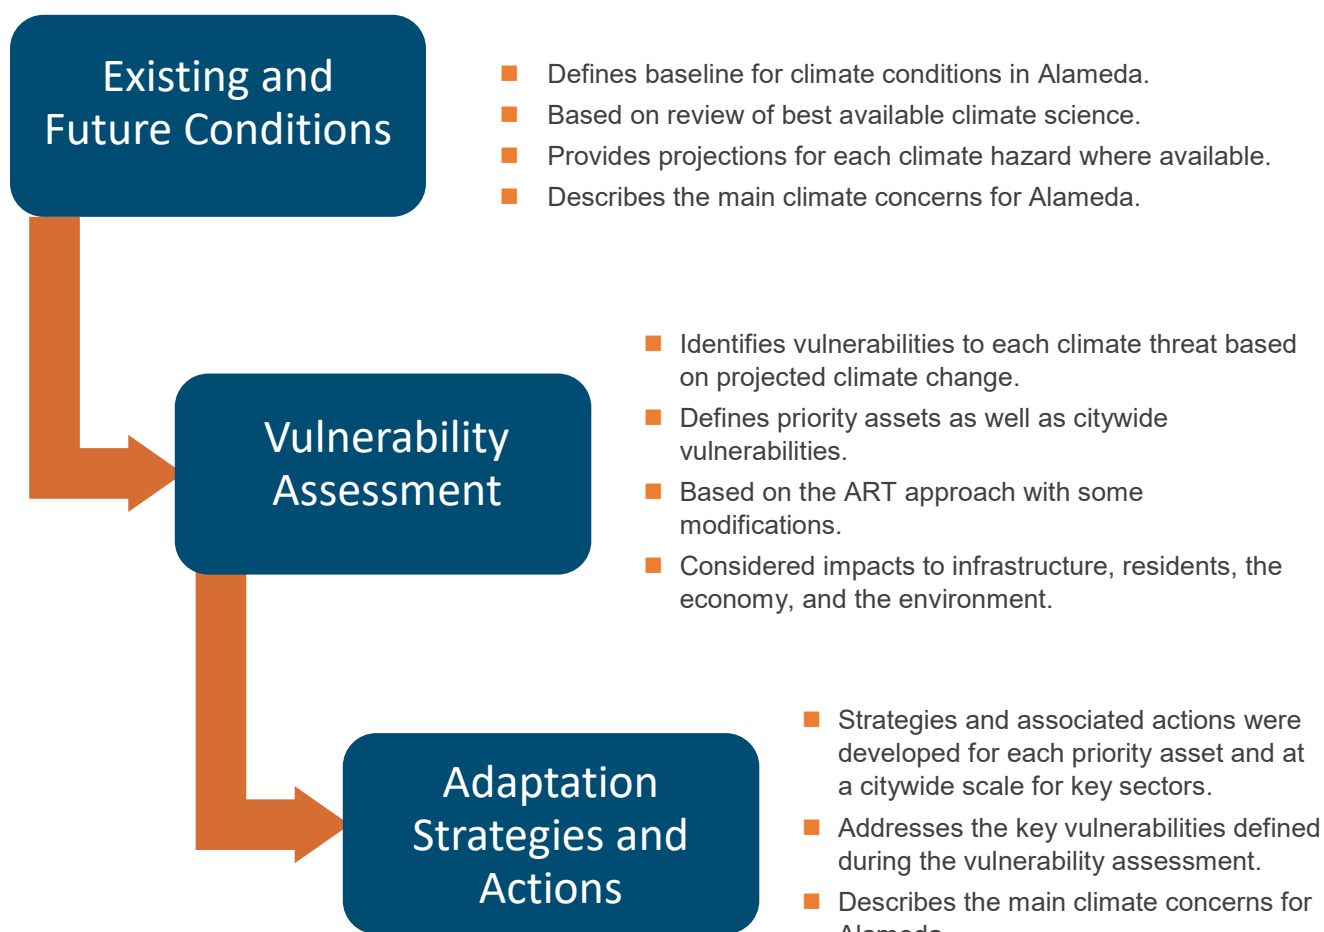 Existing and
Future Conditions
Defines baseline for climate conditions in Alameda.
Based on review of best available climate science.
Provides projections for each climate hazard where available.
Describes the main climate concerns for Alameda.
Vulnerability
Assessment
Identifies vulnerabilities to each climate threat based
on projected climate change.
Defines priority assets as well as citywide
vulnerabilities.
Based on the ART approach with some
modifications.
Considered impacts to infrastructure, residents, the
economy, and the environment.
Adaptation
Strategies and
Actions
Strategies and associated actions were
developed for each priority asset and at
a citywide scale for key sectors.
Addresses the key vulnerabilities defined
during the vulnerability assessment.
Describes the main climate concerns for